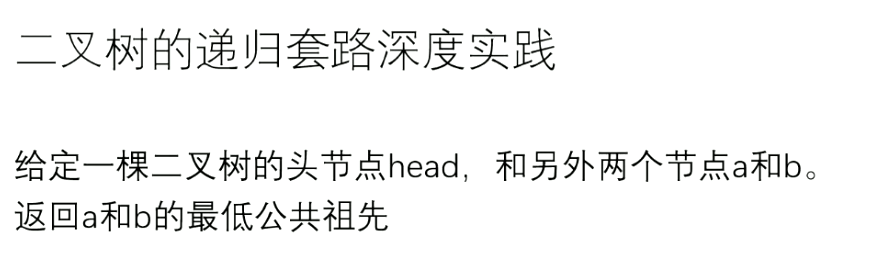 二叉树的递归套路深度实践
给定一棵二叉树的头节点head，和另外两个节点a和b。
返回a和b的最低公共祖先